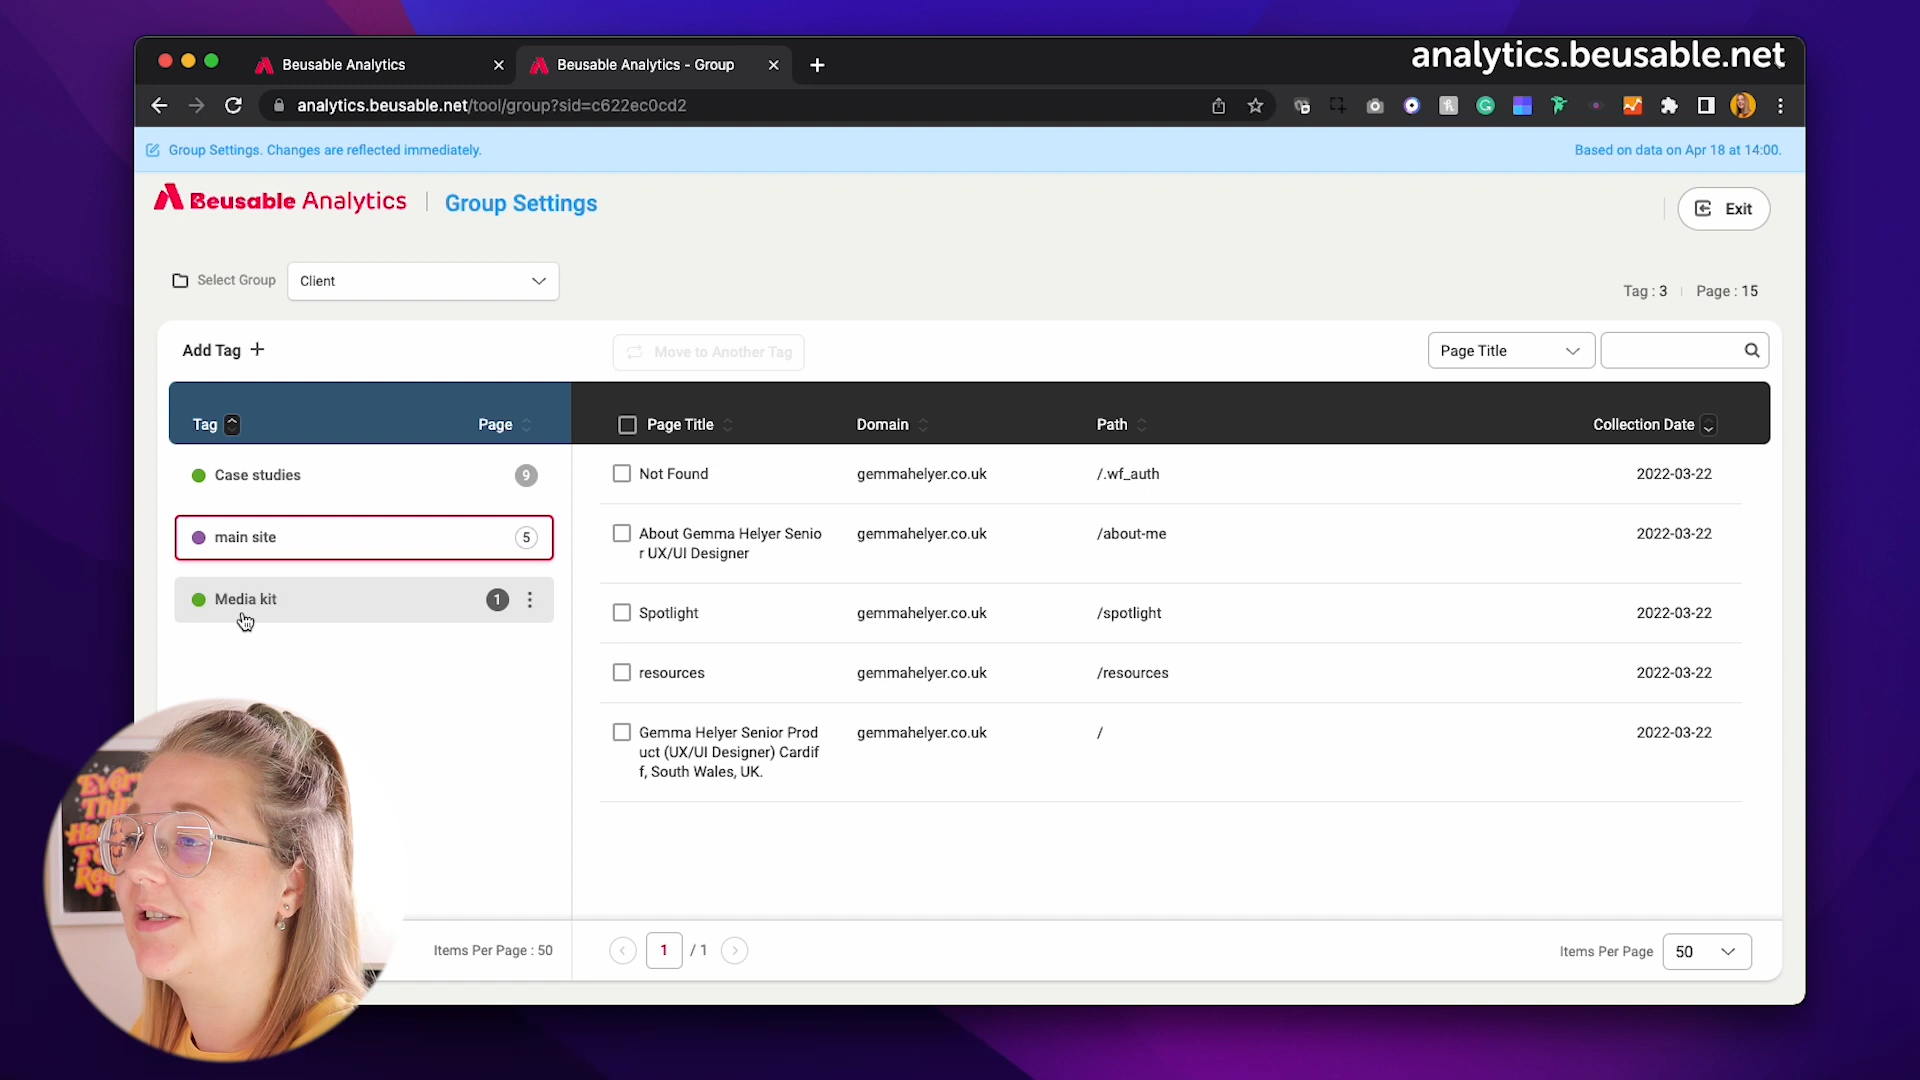 analytics.beusable.net
Beusable Analytics
Beusable Analytics - Group
analytics.beusable.net/tool/group?sid=c622ec0cd2
Group Settings. Changes are reflected immediately.
Based on data on Apr 18 at 14:00.
Beusable Analytics
Group Settings
Exit
Select Group
Client
Tag : 3
Page : 15
Add Tag +
Move to Another Tag
Page Title
Tag
Page
Page Title
Domain
Path
Collection Date
Case studies
9
Not Found
gemmahelyer.co.uk
/.wf_auth
2022-03-22
main site
5
About Gemma Helyer Senio
r UX/UI Designer
gemmahelyer.co.uk
/about-me
2022-03-22
Media kit
1
Spotlight
gemmahelyer.co.uk
/spotlight
2022-03-22
resources
gemmahelyer.co.uk
/resources
2022-03-22
Gemma Helyer Senior Prod
uct (UX/UI Designer) Cardif
f, South Wales, UK.
gemmahelyer.co.uk
/
2022-03-22
Items Per Page : 50
1
/ 1
Items Per Page
50